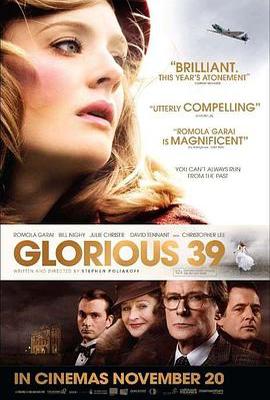 "BRILLIANT.
THIS YEAR'S ATONEMENT"
"UTTERLY COMPELLING"
"ROMOLA GARAI
IS MAGNIFICENT"
YOU CAN'T ALWAYS RUN
FROM THE PAST
ROMOLA GARAI BILL NIGHY JULIE CHRISTIE DAVID TENNANT AND CHRISTOPHER LEE
GLORIOUS 39
WRITTEN AND DIRECTED BY STEPHEN POLIAKOFF
IN CINEMAS NOVEMBER 20